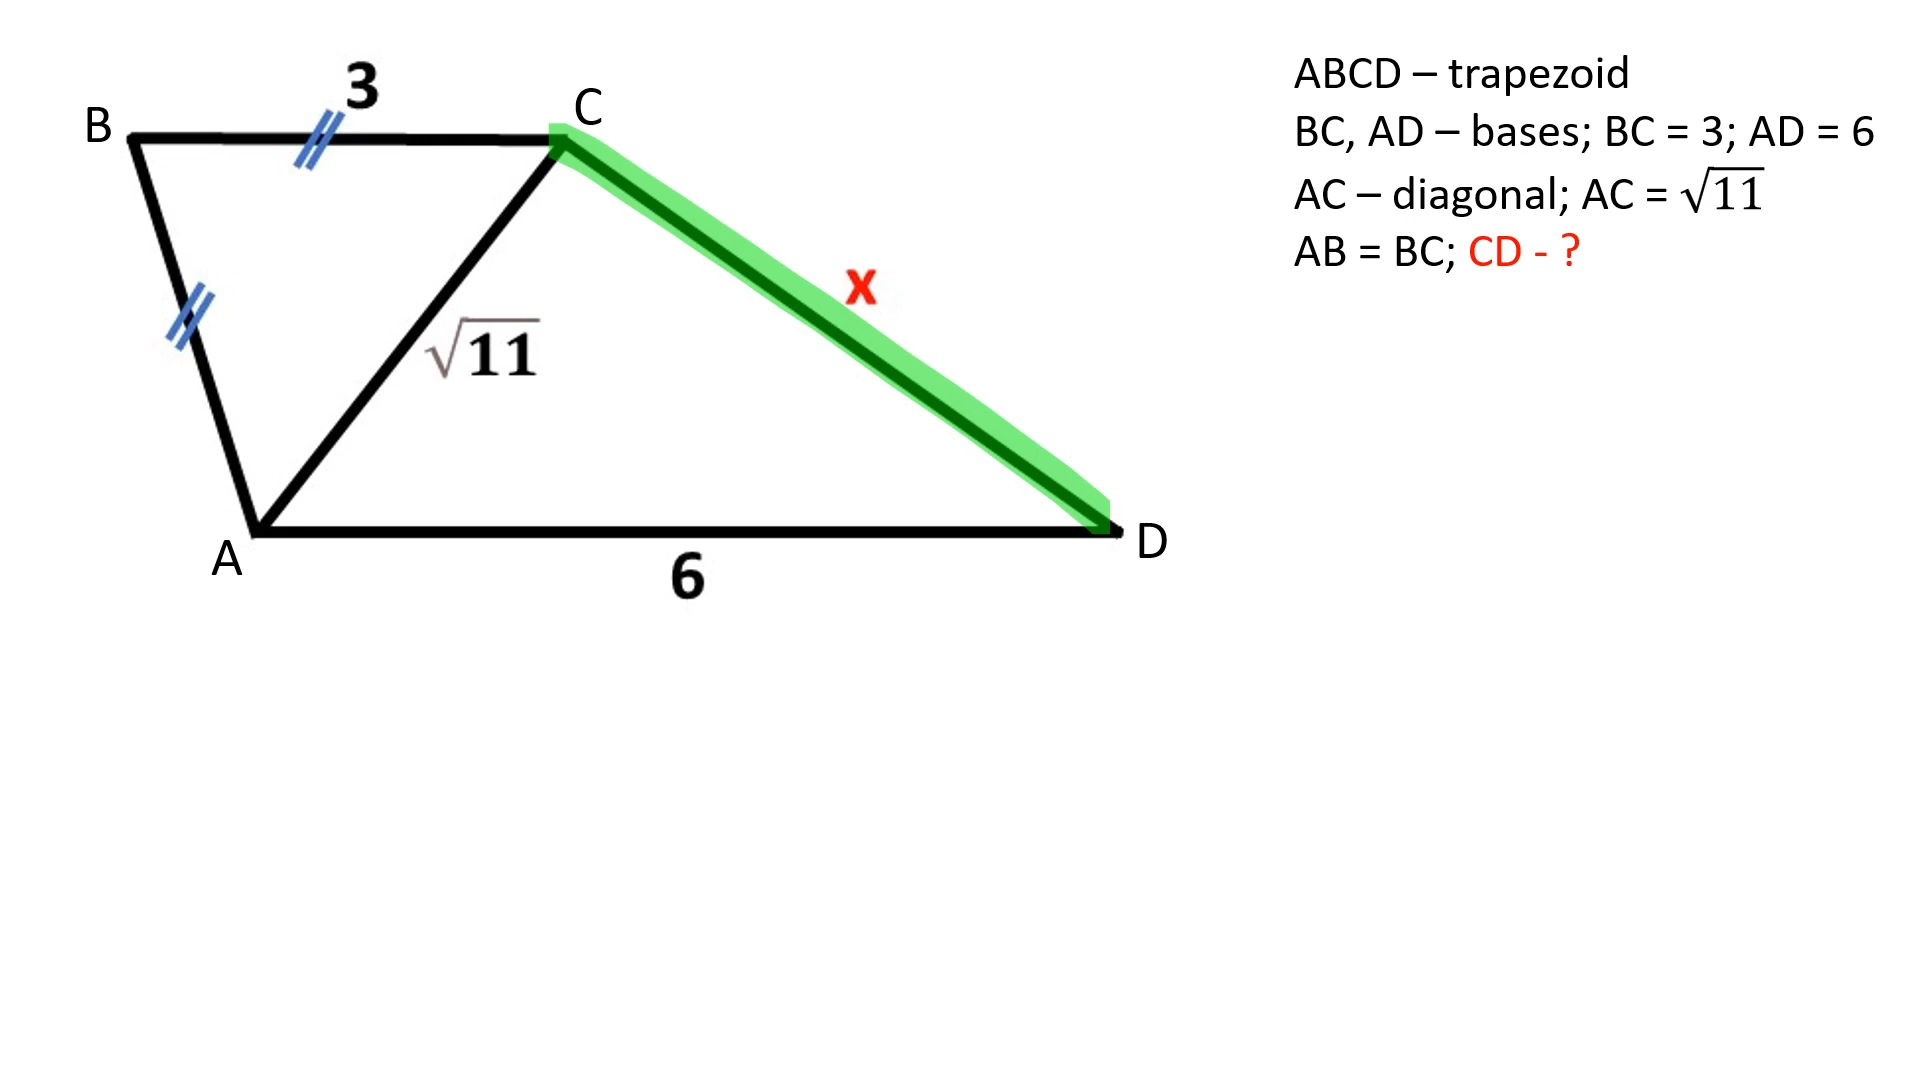 3
B
C
x
√11
A
6
D
ABCD – trapezoid
BC, AD – bases; BC = 3; AD = 6
AC – diagonal; AC = √11
AB = BC; CD - ?